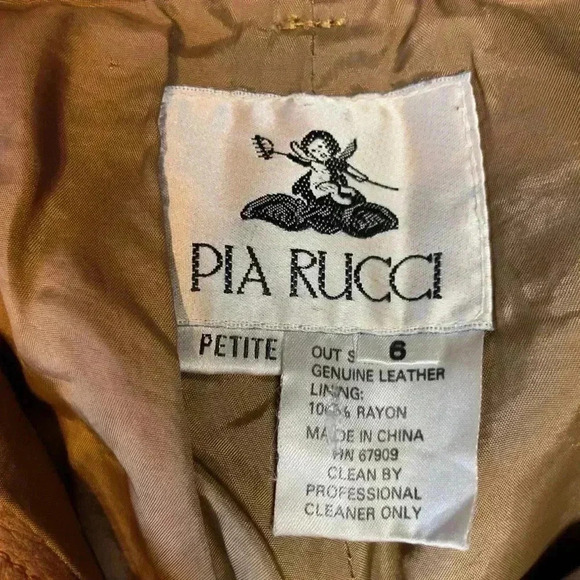 PIA RUCCI
PETITE
6
OUT S
GENUINE LEATHER
LINING:
100% RAYON
MADE IN CHINA
RN 67909
CLEAN BY
PROFESSIONAL
CLEANER ONLY